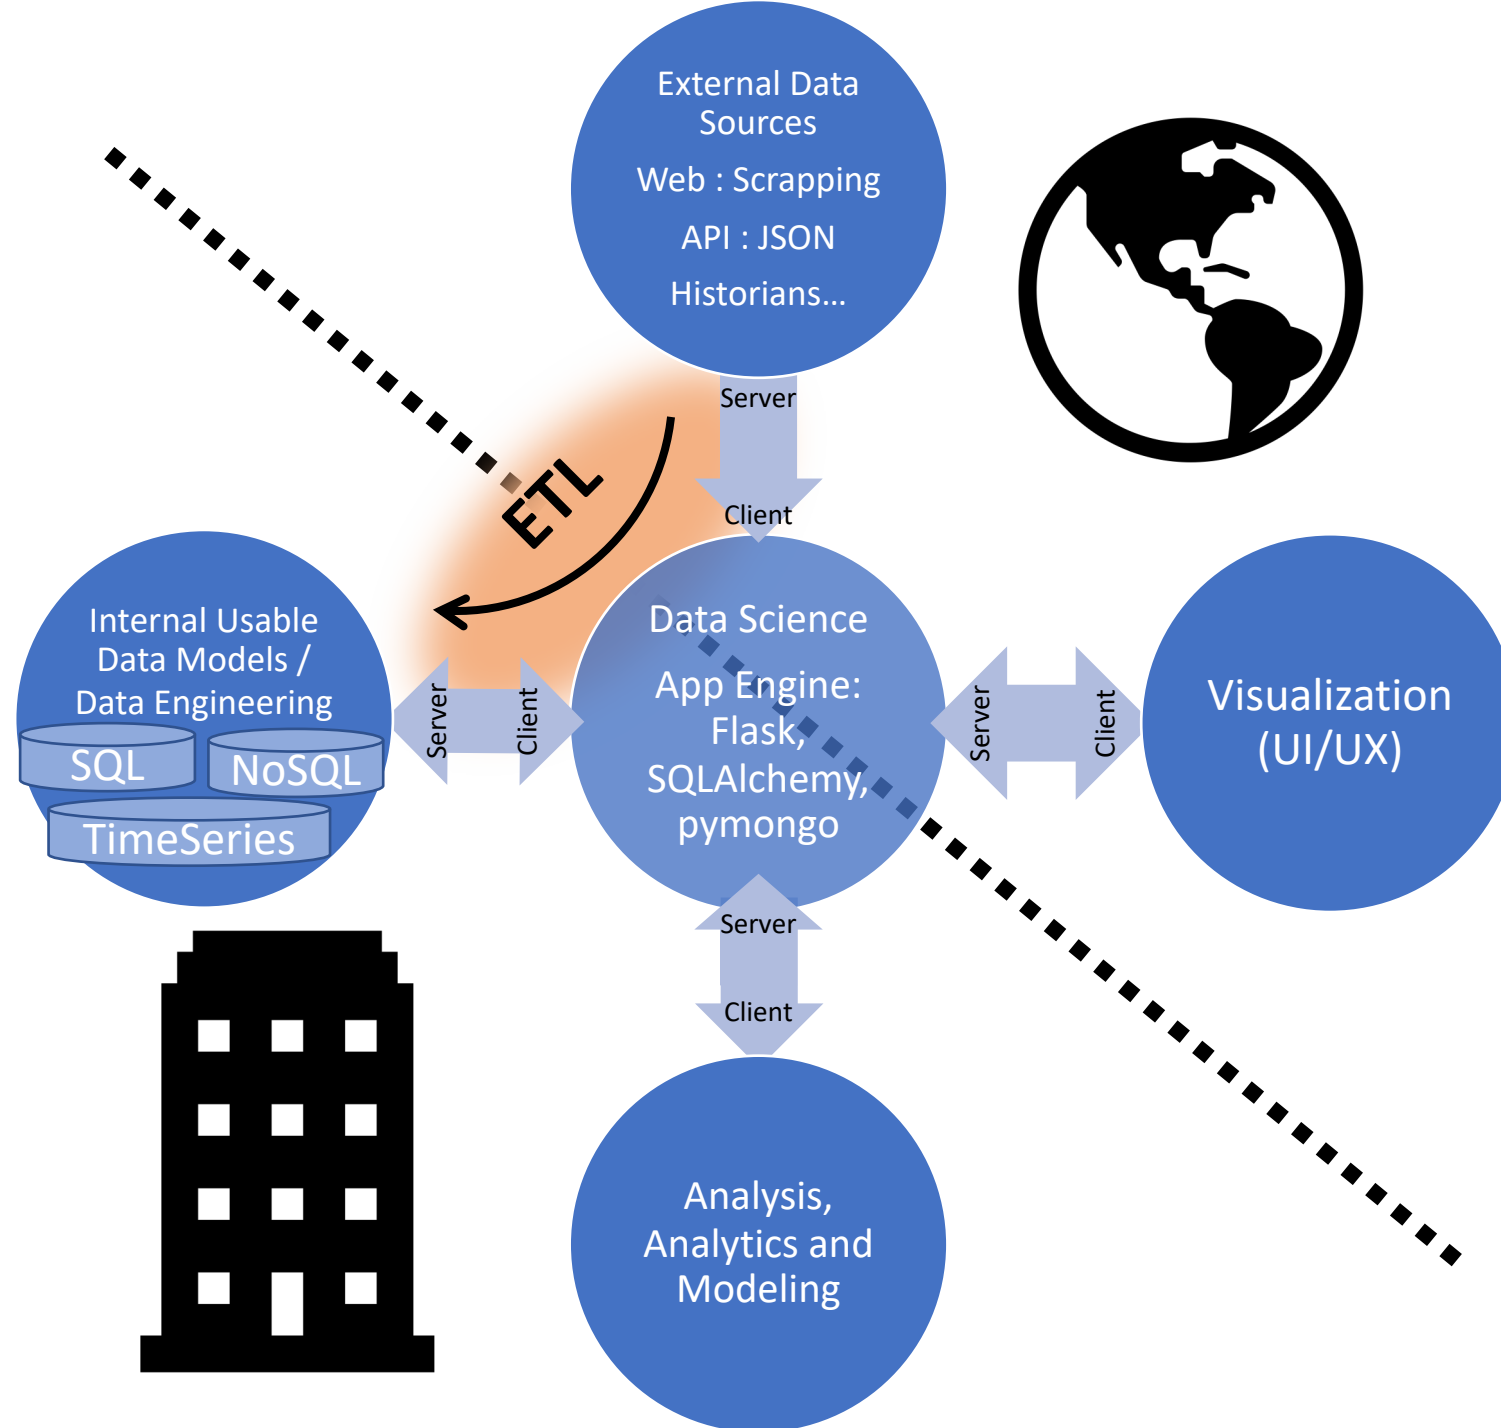 External Data
Sources
Web : Scrapping
API : JSON
Historians...
Server
Client
ETL
Internal Usable
Data Models /
Data Engineering
SQL
NoSQL
TimeSeries
Server
Client
Data Science
App Engine:
Flask,
SQLAlchemy,
pymongo
Server
Client
Visualization
(UI/UX)
Server
Client
Analysis,
Analytics and
Modeling